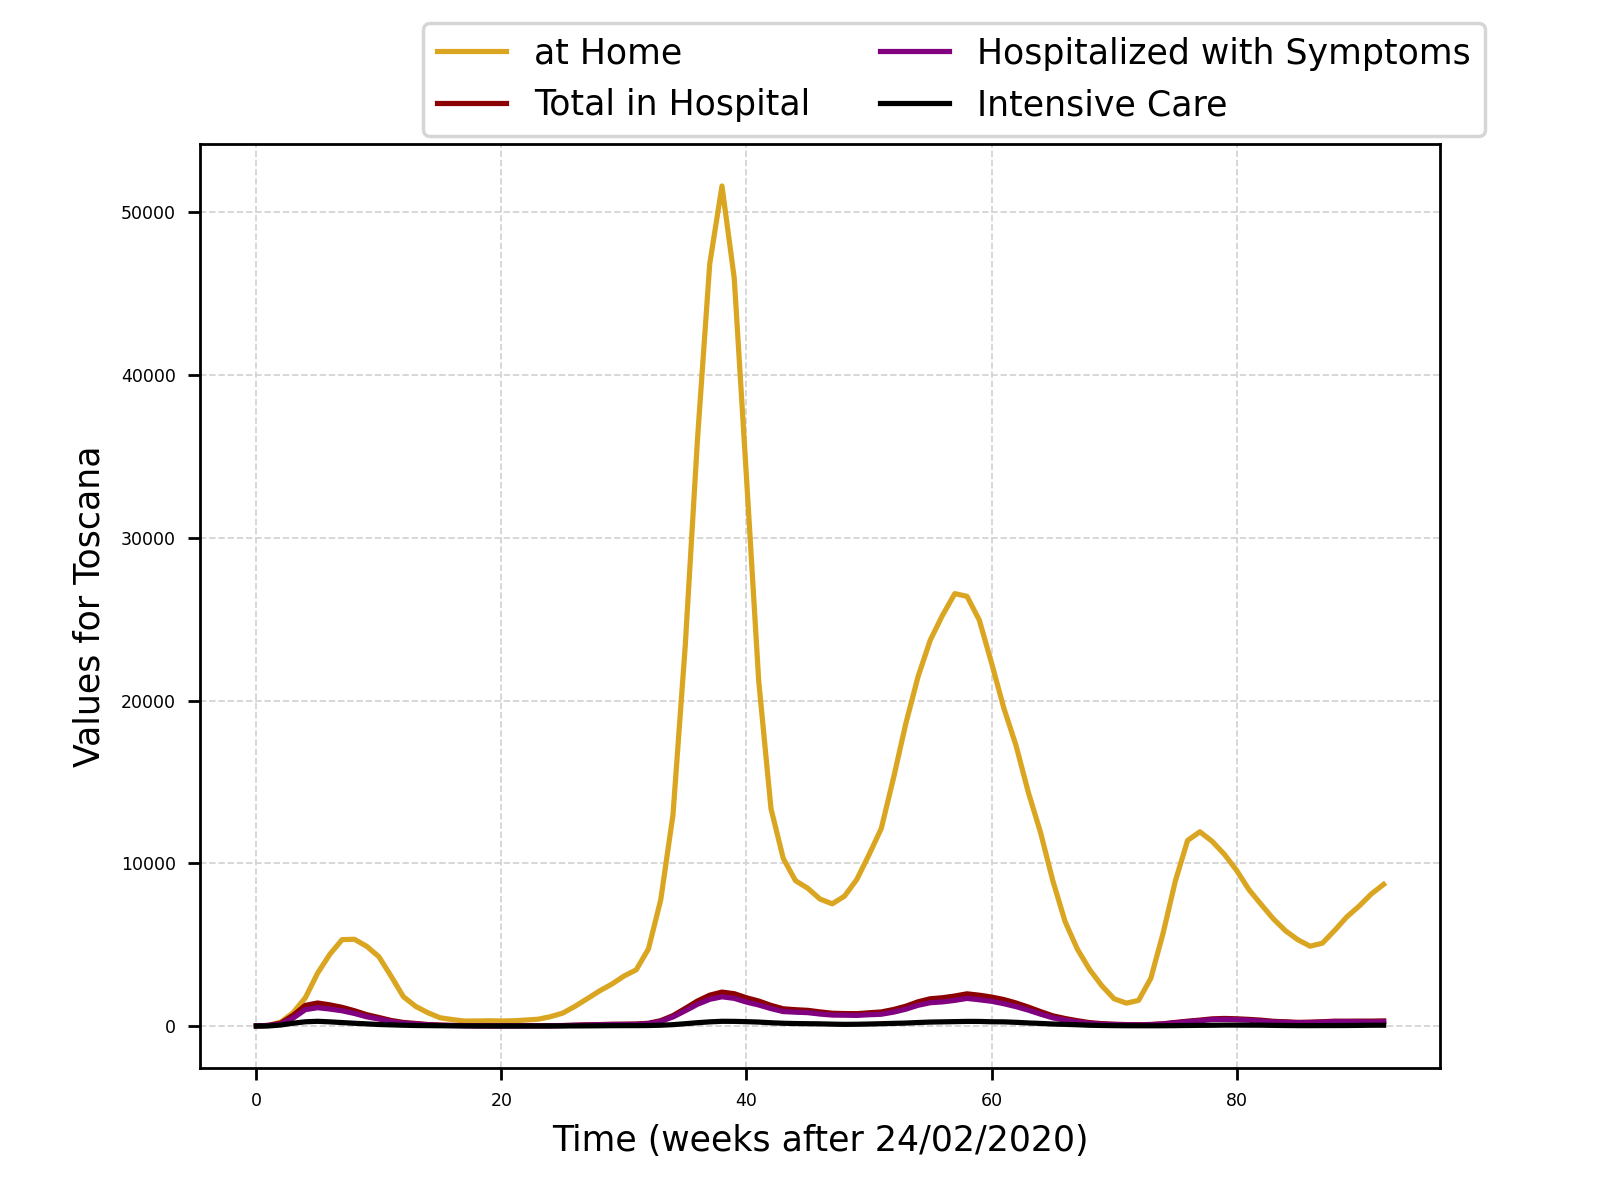 at Home
Total in Hospital
Hospitalized with Symptoms
Intensive Care
Values for Toscana
50000
40000
30000
20000
10000
0
0 20 40 60 80
Time (weeks after 24/02/2020)